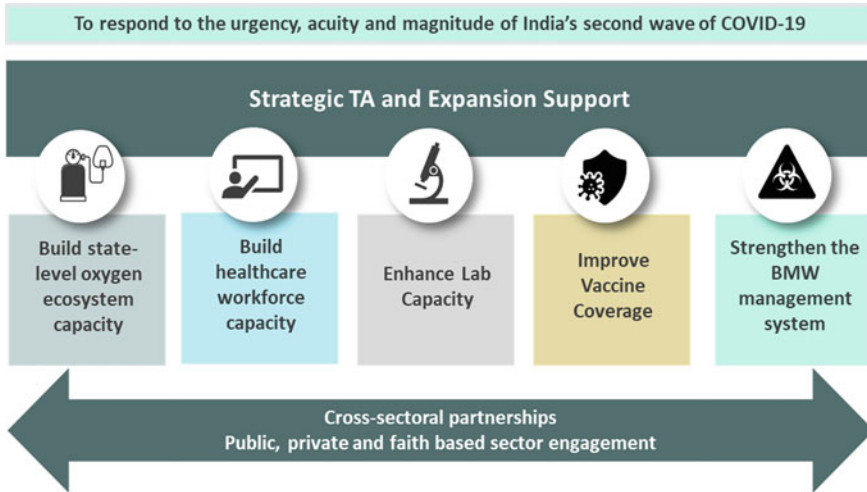 To respond to the urgency, acuity and magnitude of India's second wave of COVID-19
Strategic TA and Expansion Support
Build state-
level oxygen
ecosystem
capacity
Build
healthcare
workforce
capacity
Enhance Lab
Capacity
Improve
Vaccine
Coverage
Strengthen the
BMW
management
system
Cross-sectoral partnerships
Public, private and faith based sector engagement